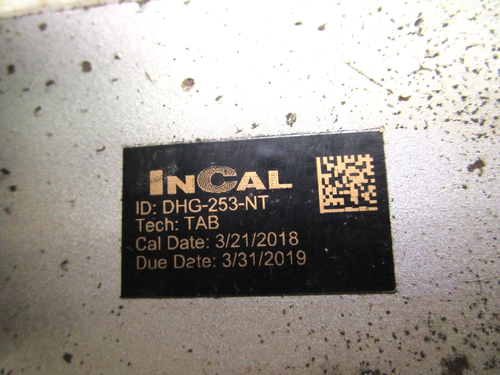 INCAL
ID: DHG-253-NT
Tech: TAB
Cal Date: 3/21/2018
Due Date: 3/31/2019